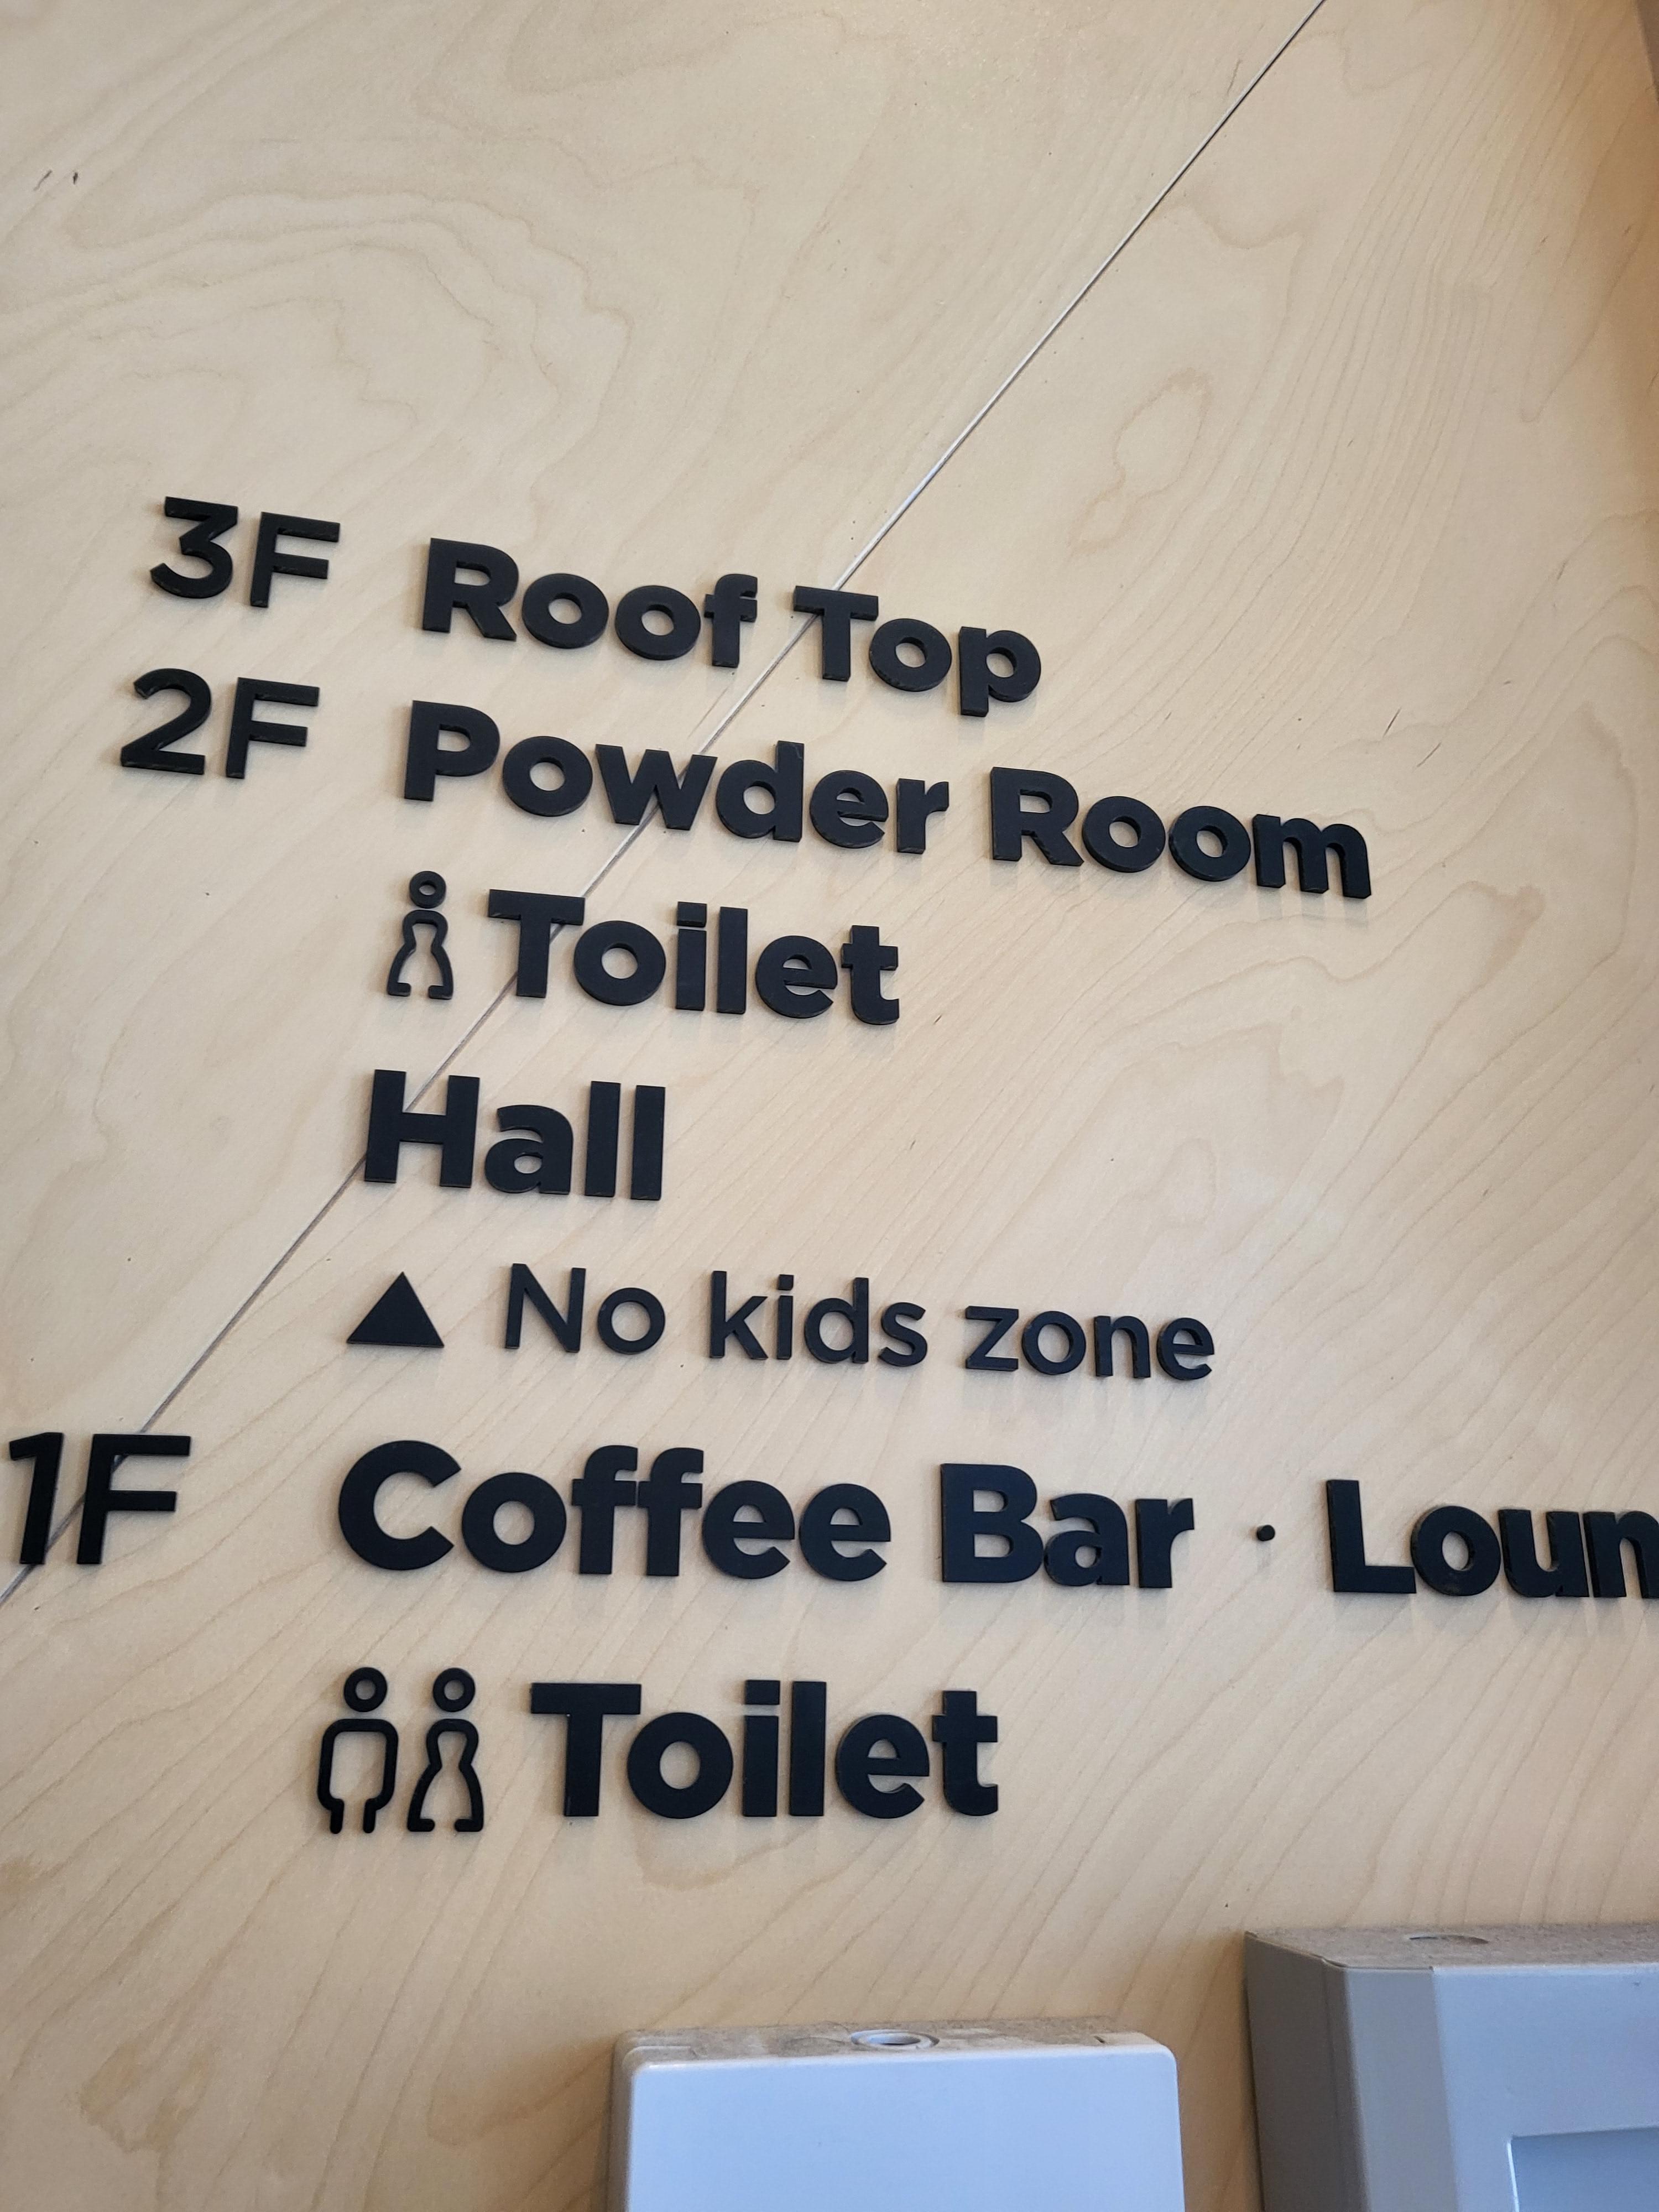 3F Roof Top
2F Powder Room
Toilet
Hall
▲ No kids zone
1F Coffee Bar · Loun
Toilet